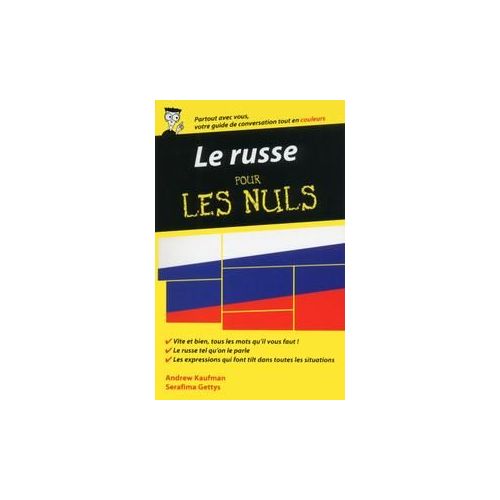 Partout avec vous,
votre guide de conversation tout en couleurs
Le russe
POUR
LES NULS
✓ Vite et bien, tous les mots qu'il vous faut !
✓ Le russe tel qu'on le parle
✓ Les expressions qui font tilt dans toutes les situations
Andrew Kaufman
Serafima Gettys